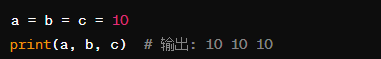 a = b = c = 10
print(a, b, c)  # 输出: 10 10 10